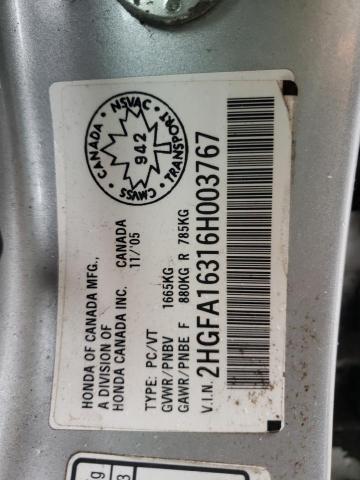 HONDA OF CANADA MFG.,
A DIVISION OF
HONDA CANADA INC. CANADA
11/'05
TYPE: PC/VT
GVWR/PNBV 1665KG
GAWR/PNBE F 880KG R 785KG
V.I.N. 2HGFA16316H003767
CANADA • NSVAC • TRANSPORT • CMVSS •
942